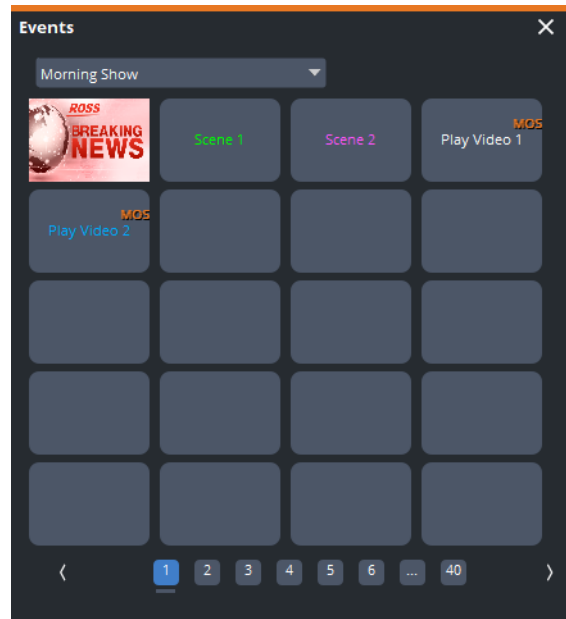 Events
Morning Show
ROSS
BREAKING
NEWS
Scene 1
Scene 2
MOS
Play Video 1
MOS
Play Video 2
1 2 3 4 5 6 ... 40